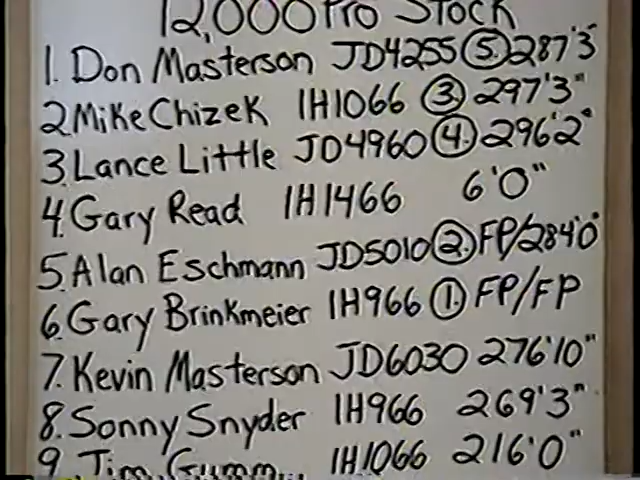 12,000 Pro Stock
1. Don Masterson JD4255 ⑤ 287'3"
2. Mike Chizek IH1066 ③ 297'3"
3. Lance Little JD4960 ④ 296'2"
4. Gary Read IH1466 6'0"
5. Alan Eschmann JD5010 ② FP/284'0"
6. Gary Brinkmeier IH966 ① FP/FP
7. Kevin Masterson JD6030 276'10"
8. Sonny Snyder IH966 269'3"
9. Tim Gumm IH1066 216'0"